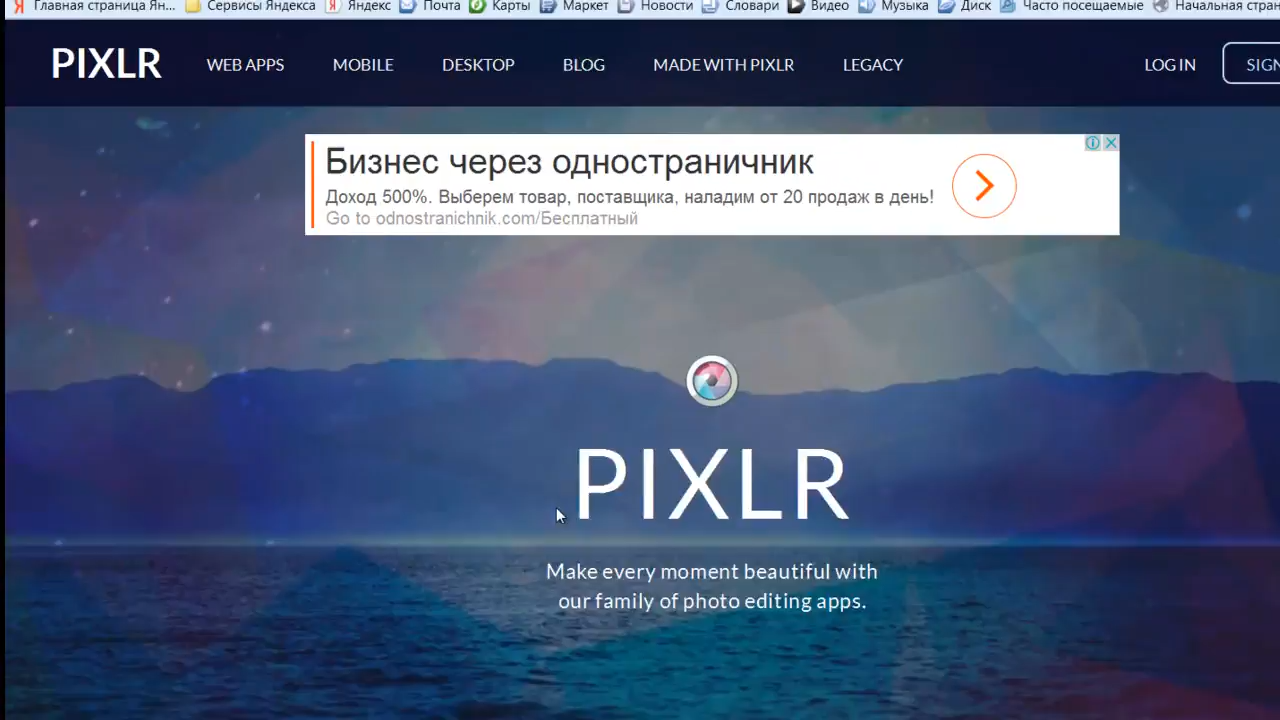 Главная страница Ян... Сервисы Яндекса Яндекс Почта Карты Маркет Новости Словари Видео Музыка Диск Часто посещаемые Начальная стран
PIXLR WEB APPS MOBILE DESKTOP BLOG MADE WITH PIXLR LEGACY LOG IN SIGN
Бизнес через одностраничник
Доход 500%. Выберем товар, поставщика, наладим от 20 продаж в день!
Go to odnostranichnik.com/Бесплатный
PIXLR
Make every moment beautiful with
our family of photo editing apps.